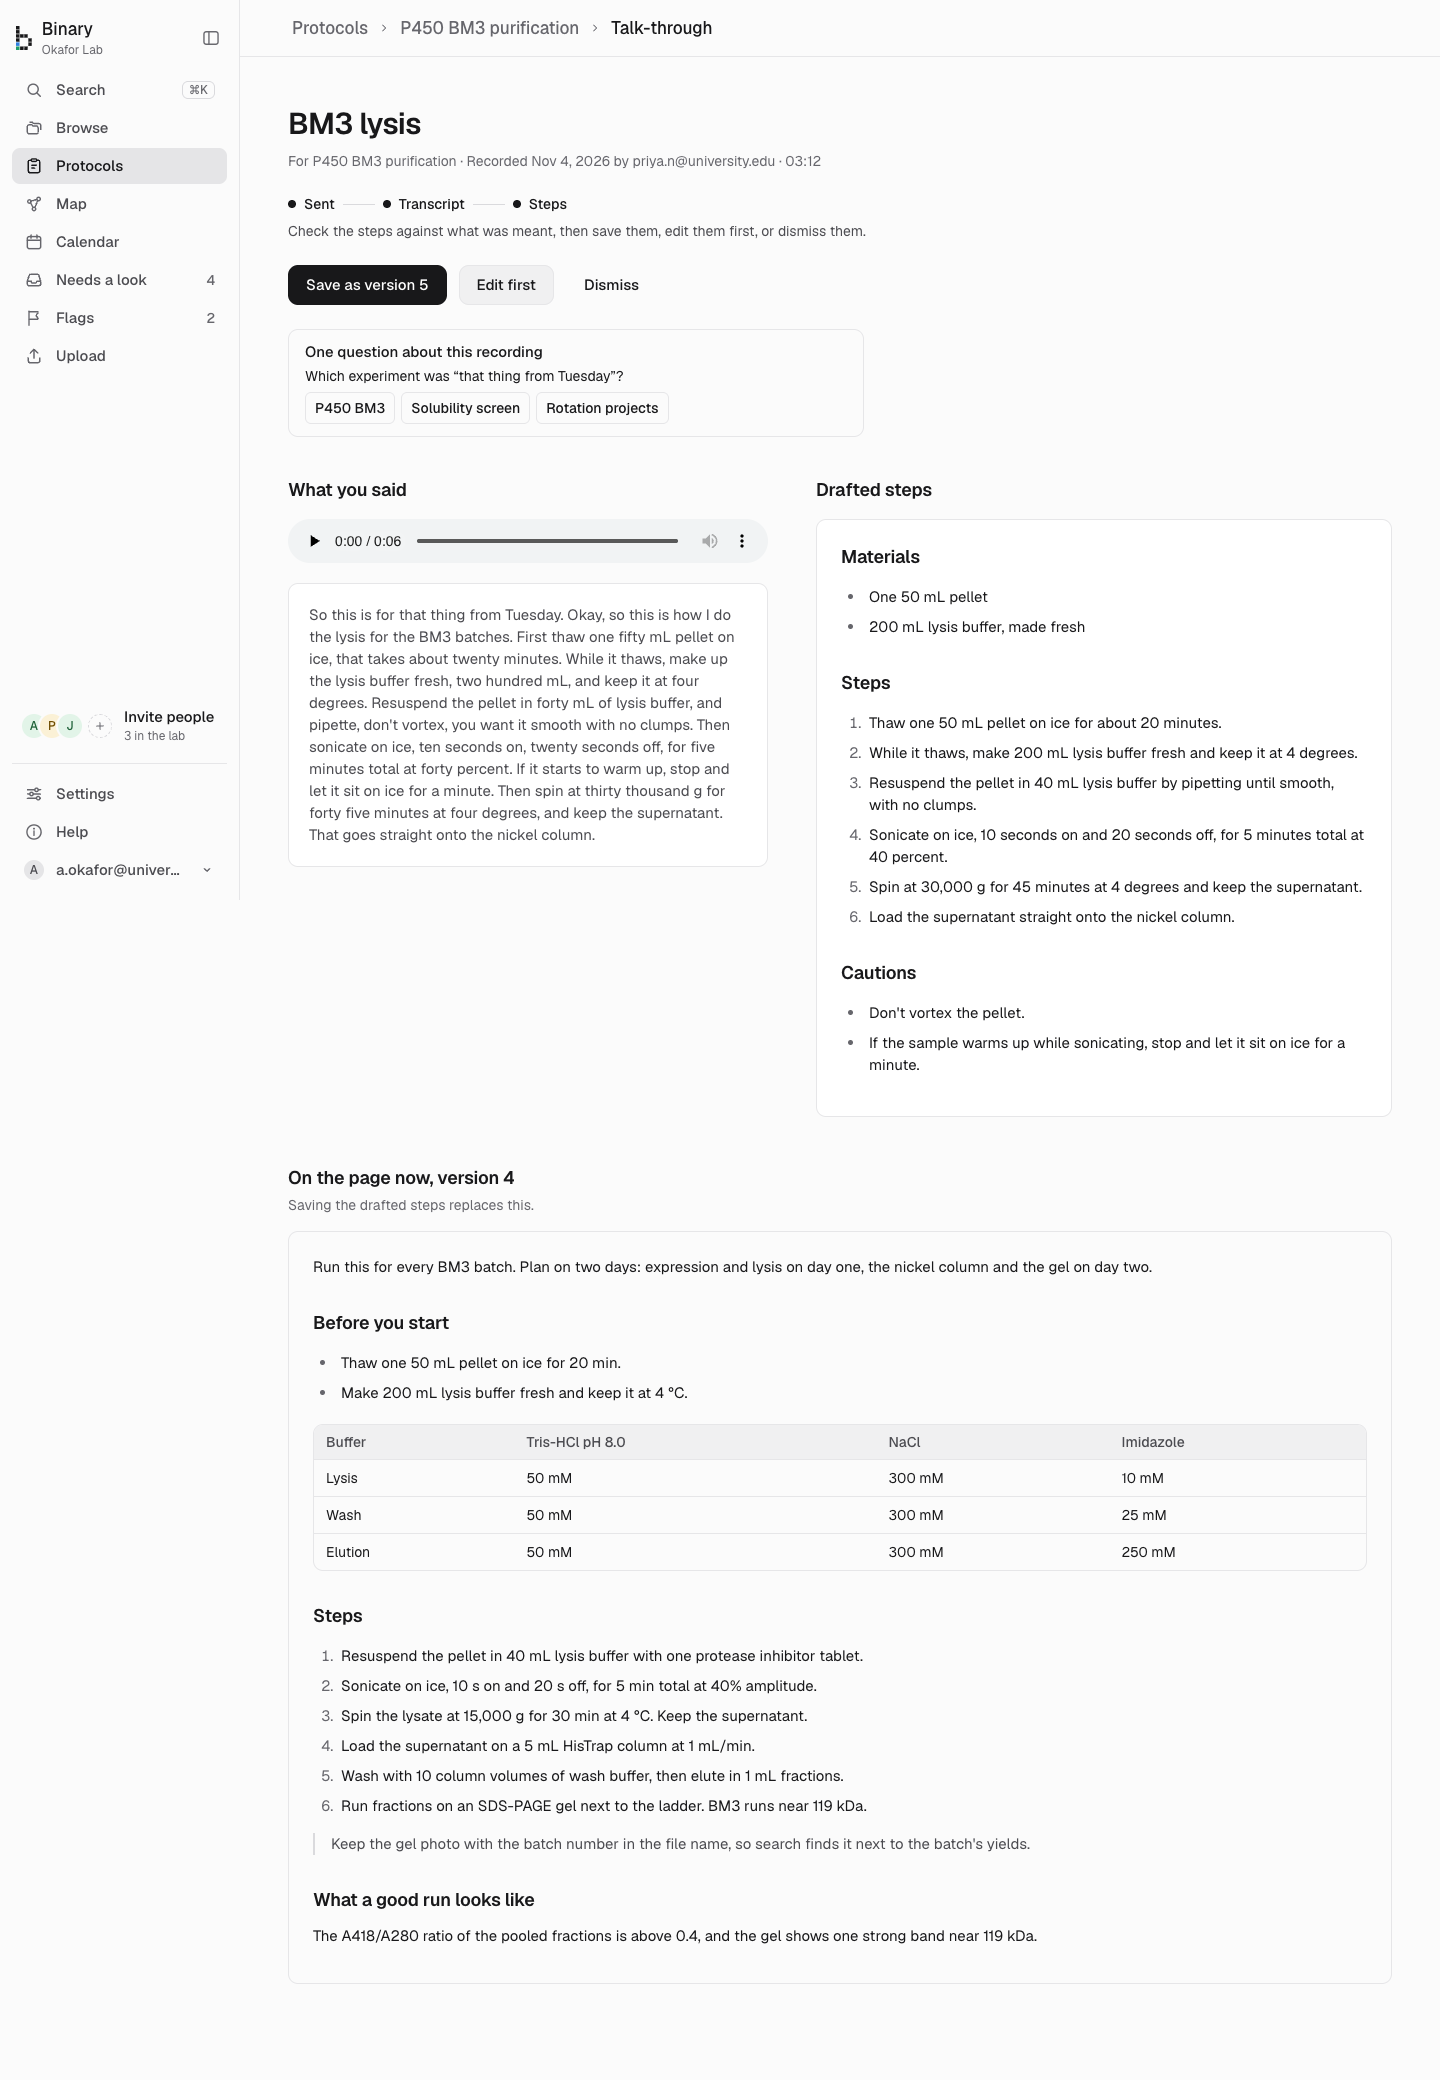 Binary
Okafor Lab
Search
⌘K
Browse
Protocols
Map
Calendar
Needs a look
4
Flags
2
Upload
A
P
J
+
Invite people
3 in the lab
Settings
Help
A
a.okafor@univer...
Protocols › P450 BM3 purification › Talk-through
BM3 lysis
For P450 BM3 purification · Recorded Nov 4, 2026 by priya.n@university.edu · 03:12
Sent
Transcript
Steps
Check the steps against what was meant, then save them, edit them first, or dismiss them.
Save as version 5
Edit first
Dismiss
One question about this recording
Which experiment was “that thing from Tuesday”?
P450 BM3
Solubility screen
Rotation projects
What you said
0:00 / 0:06
So this is for that thing from Tuesday. Okay, so this is how I do
the lysis for the BM3 batches. First thaw one fifty mL pellet on
ice, that takes about twenty minutes. While it thaws, make up
the lysis buffer fresh, two hundred mL, and keep it at four
degrees. Resuspend the pellet in forty mL of lysis buffer, and
pipette, don't vortex, you want it smooth with no clumps. Then
sonicate on ice, ten seconds on, twenty seconds off, for five
minutes total at forty percent. If it starts to warm up, stop and
let it sit on ice for a minute. Then spin at thirty thousand g for
forty five minutes at four degrees, and keep the supernatant.
That goes straight onto the nickel column.
Drafted steps
Materials
• One 50 mL pellet
• 200 mL lysis buffer, made fresh
Steps
1. Thaw one 50 mL pellet on ice for about 20 minutes.
2. While it thaws, make 200 mL lysis buffer fresh and keep it at 4 degrees.
3. Resuspend the pellet in 40 mL lysis buffer by pipetting until smooth,
with no clumps.
4. Sonicate on ice, 10 seconds on and 20 seconds off, for 5 minutes total at
40 percent.
5. Spin at 30,000 g for 45 minutes at 4 degrees and keep the supernatant.
6. Load the supernatant straight onto the nickel column.
Cautions
• Don't vortex the pellet.
• If the sample warms up while sonicating, stop and let it sit on ice for a
minute.
On the page now, version 4
Saving the drafted steps replaces this.
Run this for every BM3 batch. Plan on two days: expression and lysis on day one, the nickel column and the gel on day two.
Before you start
• Thaw one 50 mL pellet on ice for 20 min.
• Make 200 mL lysis buffer fresh and keep it at 4 °C.
Buffer Tris-HCl pH 8.0 NaCl Imidazole
Lysis 50 mM 300 mM 10 mM
Wash 50 mM 300 mM 25 mM
Elution 50 mM 300 mM 250 mM
Steps
1. Resuspend the pellet in 40 mL lysis buffer with one protease inhibitor tablet.
2. Sonicate on ice, 10 s on and 20 s off, for 5 min total at 40% amplitude.
3. Spin the lysate at 15,000 g for 30 min at 4 °C. Keep the supernatant.
4. Load the supernatant on a 5 mL HisTrap column at 1 mL/min.
5. Wash with 10 column volumes of wash buffer, then elute in 1 mL fractions.
6. Run fractions on an SDS-PAGE gel next to the ladder. BM3 runs near 119 kDa.
Keep the gel photo with the batch number in the file name, so search finds it next to the batch's yields.
What a good run looks like
The A418/A280 ratio of the pooled fractions is above 0.4, and the gel shows one strong band near 119 kDa.